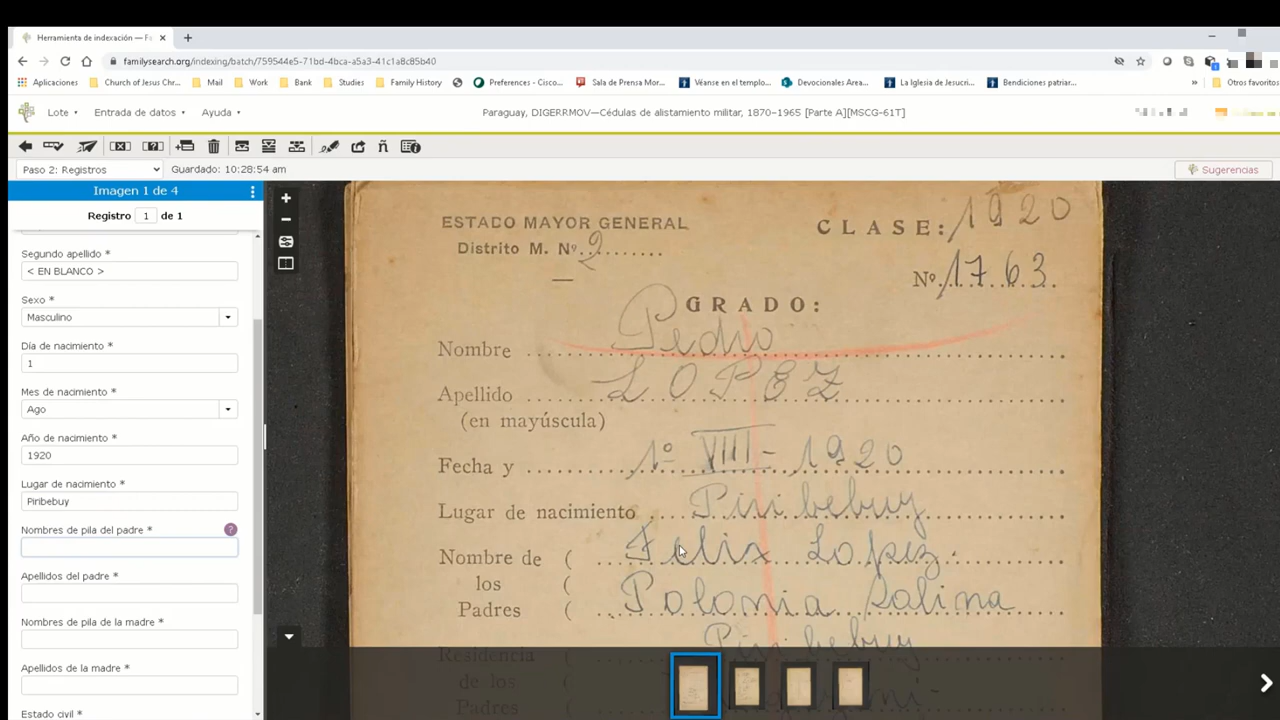 Herramienta de indexación — Fa
familysearch.org/indexing/batch/759544e5-71bd-4bca-a5a3-41c1a8c85b40
Aplicaciones Church of Jesus Chr... Mail Work Bank Studies Family History Preferences - Cisco... Sala de Prensa Mor... Véanse en el templo... Devocionales Area... La Iglesia de Jesucri... Bendiciones patriar... » Otros favoritos
Lote Entrada de datos Ayuda Paraguay, DIGERRMOV—Cédulas de alistamiento militar, 1870–1965 [Parte A][MSCG-61T]
Paso 2: Registros Guardado: 10:28:54 am Sugerencias
Imagen 1 de 4
Registro 1 de 1
Segundo apellido *
< EN BLANCO >
Sexo *
Masculino
Día de nacimiento *
1
Mes de nacimiento *
Ago
Año de nacimiento *
1920
Lugar de nacimiento *
Piribebuy
Nombres de pila del padre *
Apellidos del padre *
Nombres de pila de la madre *
Apellidos de la madre *
Estado civil *
ESTADO MAYOR GENERAL CLASE: 1920
Distrito M. Nº. 2
Nº. 1763.
GRADO:
Nombre Pedro
Apellido LOPEZ
(en mayúscula)
Fecha y 1º VIII - 1920
Lugar de nacimiento Piribebuy
Nombre de ( Felix Lopez.
los (
Padres ( Polonia Salina
Residencia ( Piribebuy
de los (
Padres (